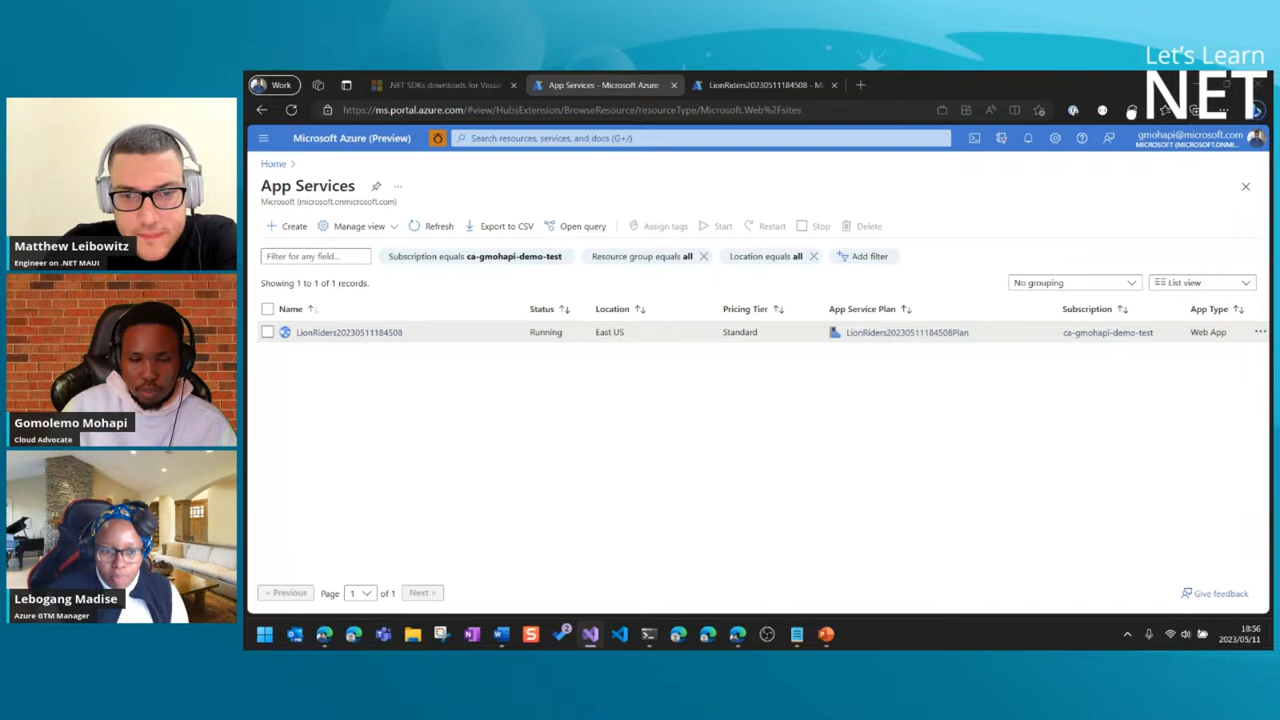 Let's Learn
.NET
Work
.NET SDKs downloads for Visual
App Services - Microsoft Azure
LionRiders20230511184508 - M
https://ms.portal.azure.com/#view/HubsExtension/BrowseResource/resourceType/Microsoft.Web%2Fsites
Microsoft Azure (Preview)
Search resources, services, and docs (G+/)
gmohapi@microsoft.com
MICROSOFT (MICROSOFT.ONMI...
Home >
App Services
Microsoft (microsoft.onmicrosoft.com)
Create
Manage view
Refresh
Export to CSV
Open query
Assign tags
Start
Restart
Stop
Delete
Filter for any field...
Subscription equals ca-gmohapi-demo-test
Resource group equals all
Location equals all
Add filter
Showing 1 to 1 of 1 records.
No grouping
List view
Name
Status
Location
Pricing Tier
App Service Plan
Subscription
App Type
LionRiders20230511184508
Running
East US
Standard
LionRiders20230511184508Plan
ca-gmohapi-demo-test
Web App
< Previous
Page
1
of 1
Next >
Give feedback
18:56
2023/05/11
Matthew Leibowitz
Engineer on .NET MAUI
Gomolemo Mohapi
Cloud Advocate
Lebogang Madise
Azure GTM Manager